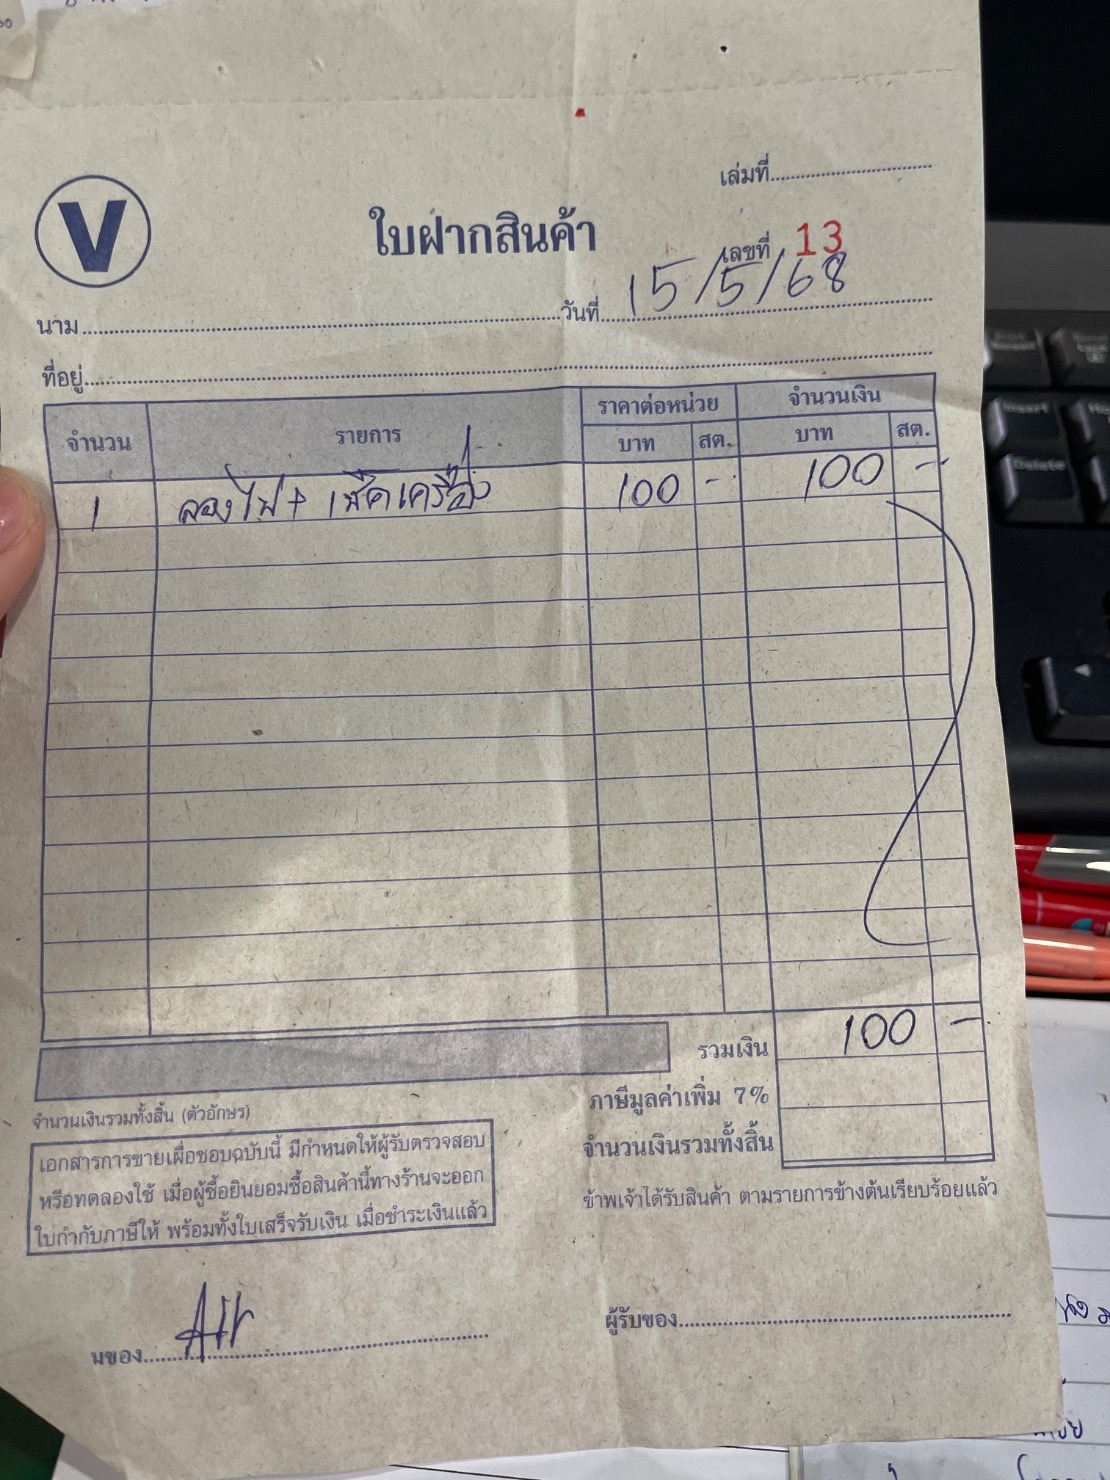 เล่มที่
V
ใบฝากสินค้า
เลขที่ 13
นาม วันที่ 15/5/68
ที่อยู่
จำนวน รายการ ราคาต่อหน่วย จำนวนเงิน
บาท สต. บาท สต.
1 ลองไฟ + เช็คเครื่อง 100 - 100 -
รวมเงิน 100 -
ภาษีมูลค่าเพิ่ม 7%
จำนวนเงินรวมทั้งสิ้น (ตัวอักษร)
จำนวนเงินรวมทั้งสิ้น
เอกสารการขายเผื่อชอบฉบับนี้ มีกำหนดให้ผู้รับตรวจสอบ
หรือทดลองใช้ เมื่อผู้ซื้อยินยอมซื้อสินค้านี้ทางร้านจะออก
ใบกำกับภาษีให้ พร้อมทั้งใบเสร็จรับเงิน เมื่อชำระเงินแล้ว
ข้าพเจ้าได้รับสินค้า ตามรายการข้างต้นเรียบร้อยแล้ว
มของ Air
ผู้รับของ
Insert
Delete